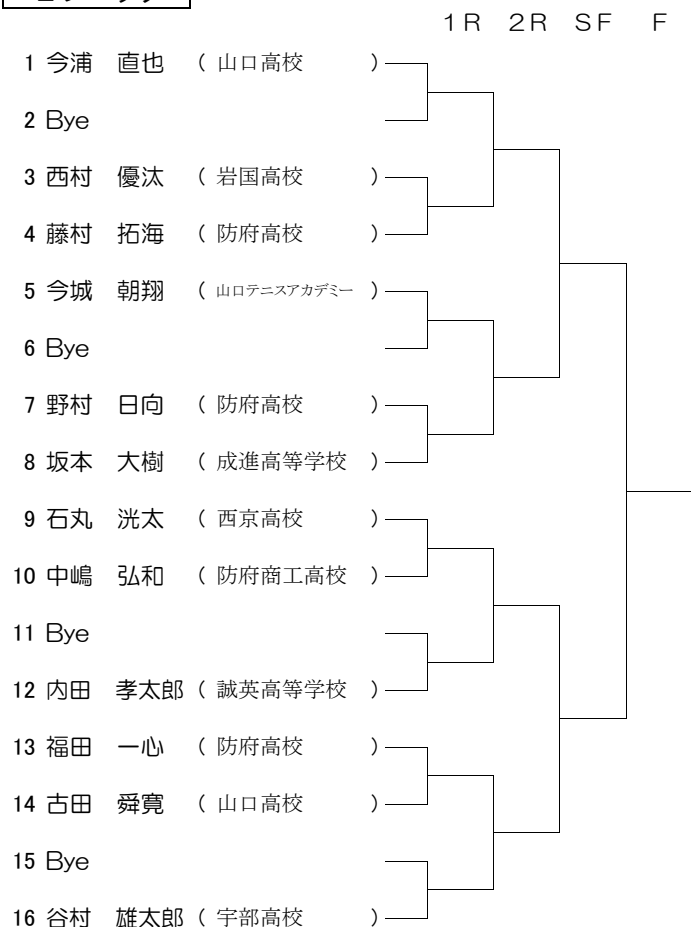 1R 2R SF F
1 今浦 直也 ( 山口高校 )
2 Bye
3 西村 優汰 ( 岩国高校 )
4 藤村 拓海 ( 防府高校 )
5 今城 朝翔 ( 山口テニスアカデミー )
6 Bye
7 野村 日向 ( 防府高校 )
8 坂本 大樹 ( 成進高等学校 )
9 石丸 洸太 ( 西京高校 )
10 中嶋 弘和 ( 防府商工高校 )
11 Bye
12 内田 孝太郎 ( 誠英高等学校 )
13 福田 一心 ( 防府高校 )
14 古田 舜寛 ( 山口高校 )
15 Bye
16 谷村 雄太郎 ( 宇部高校 )